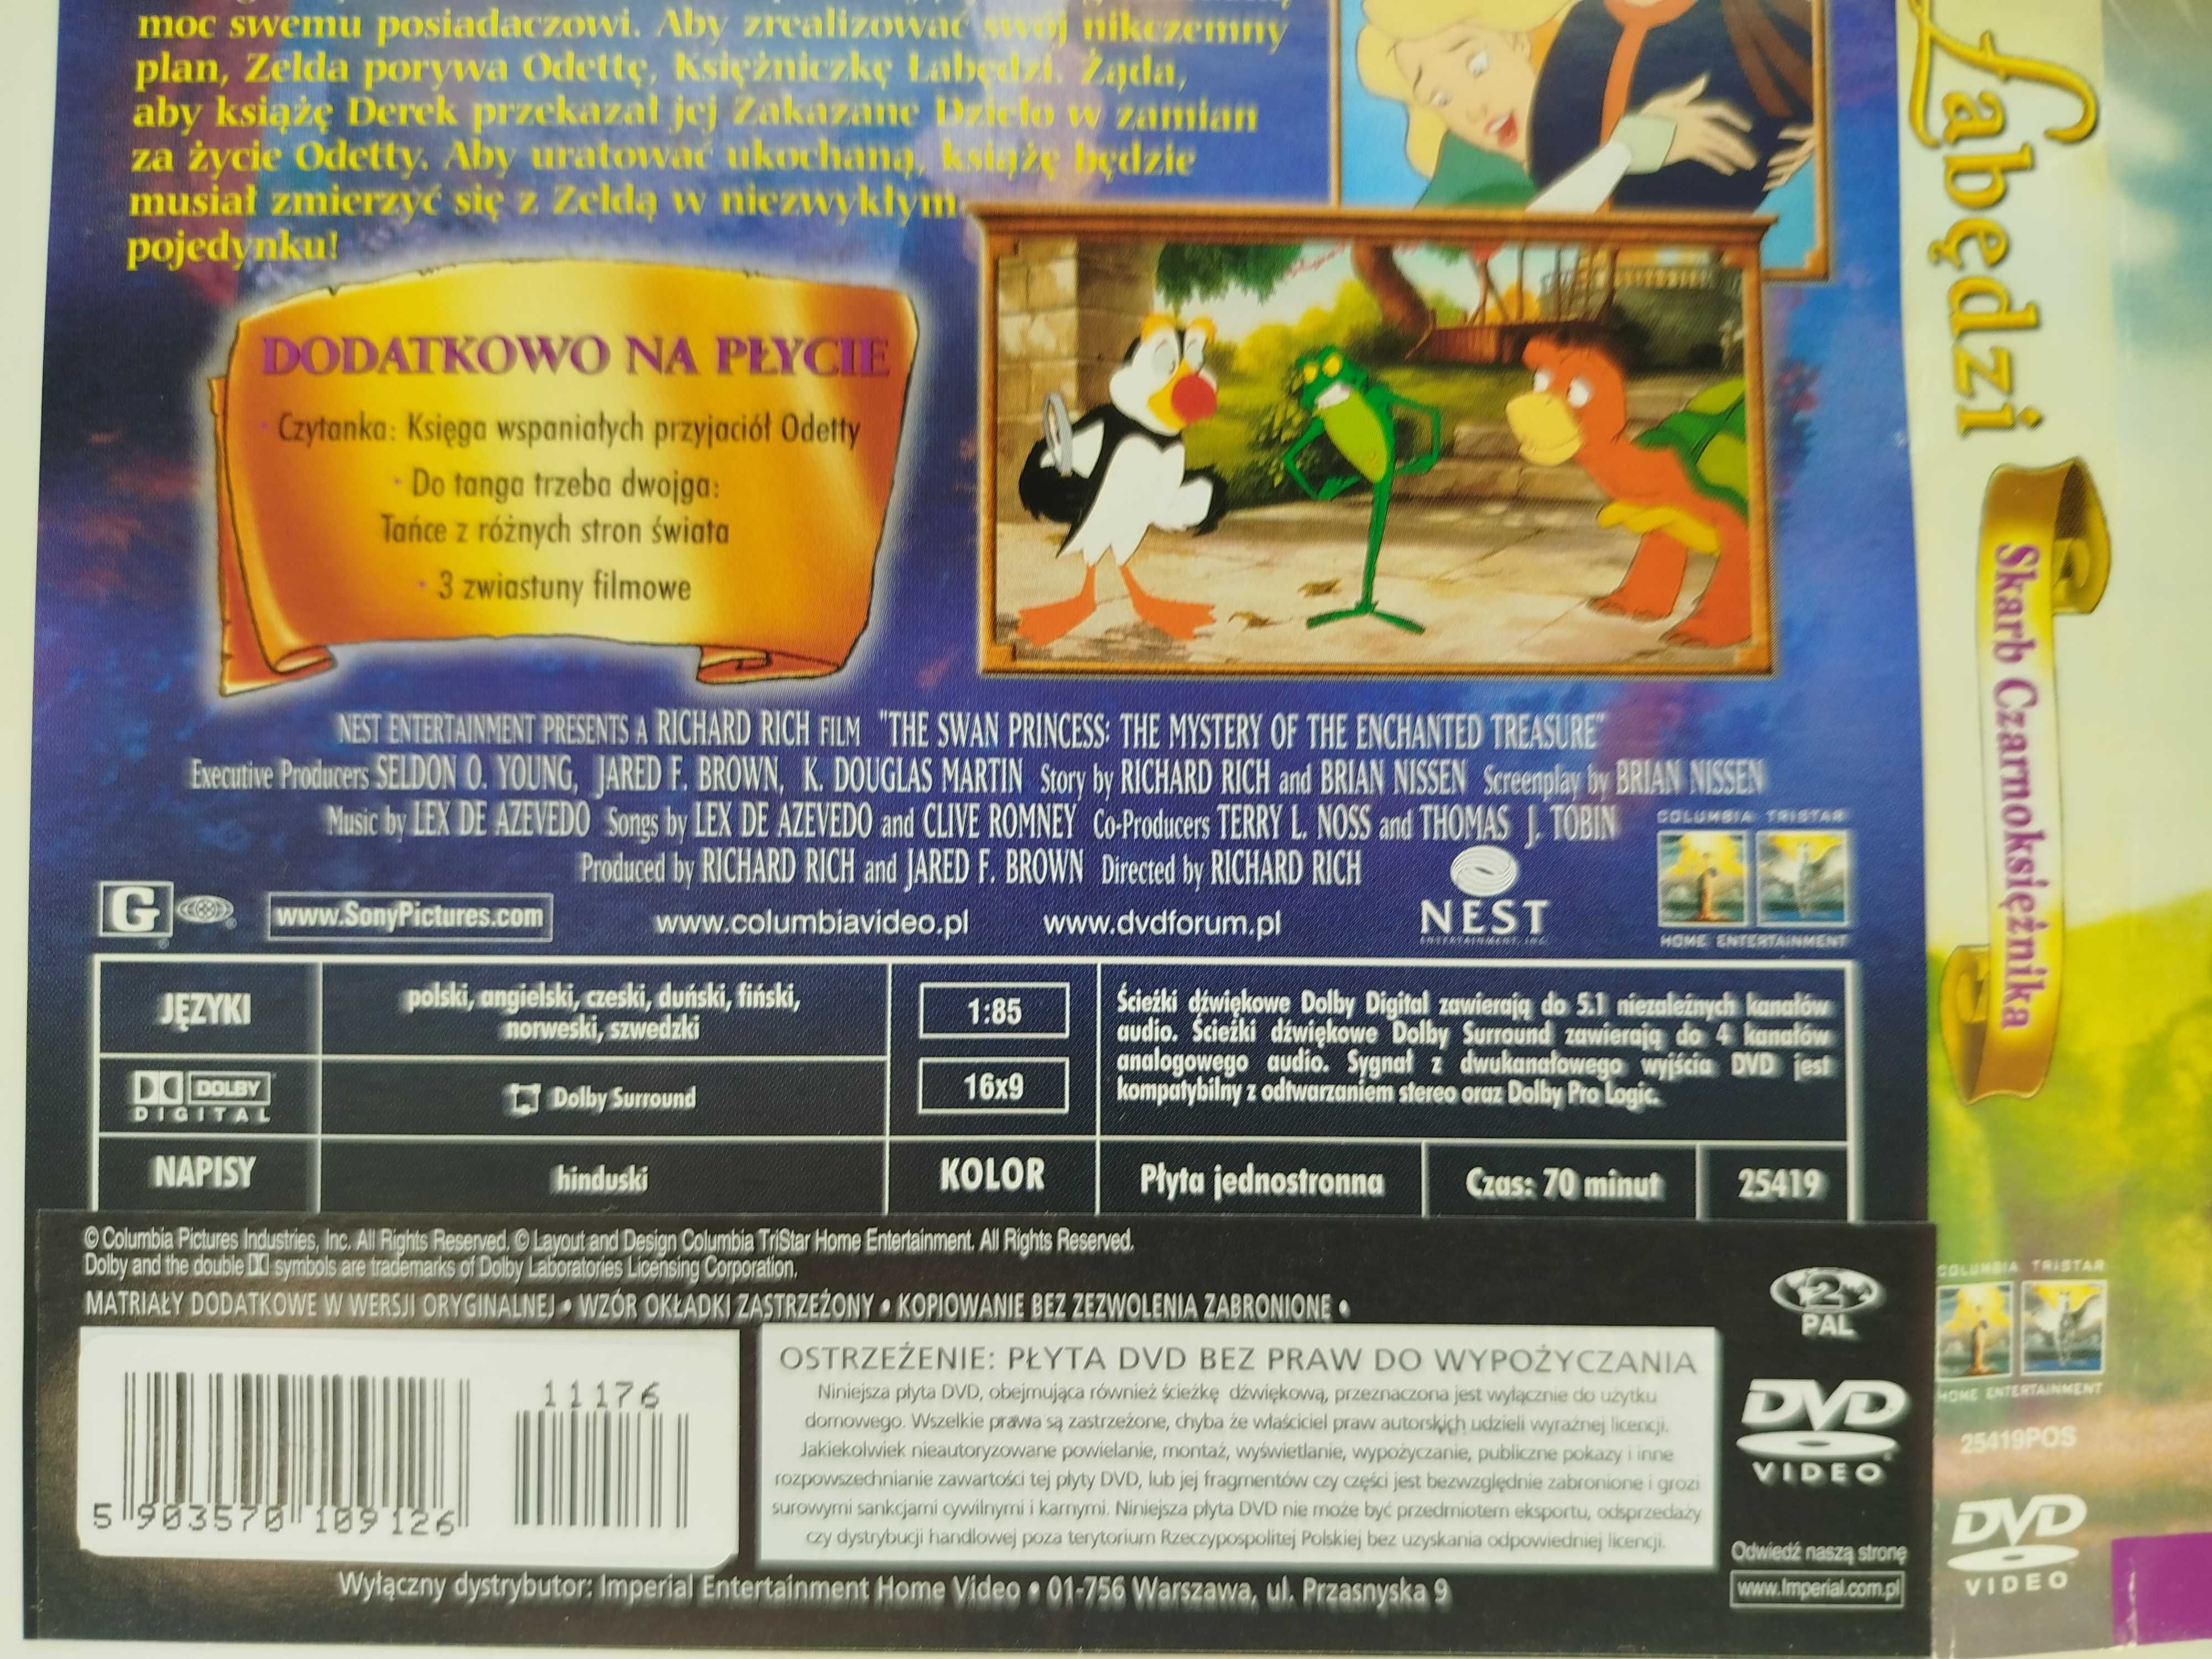 moc swemu posiadaczowi. Aby zrealizować swój nikczemny
plan, Zelda porywa Odettę, Księżniczkę Łabędzi. Żąda,
aby książę Derek przekazał jej Zakazane Dzieło w zamian
za życie Odetty. Aby uratować ukochaną, książę będzie
musiał zmierzyć się z Zeldą w niezwykłym
pojedynku!
DODATKOWO NA PŁYCIE
· Czytanka: Księga wspaniałych przyjaciół Odetty
· Do tanga trzeba dwojga:
Tańce z różnych stron świata
· 3 zwiastuny filmowe
NEST ENTERTAINMENT PRESENTS A RICHARD RICH FILM "THE SWAN PRINCESS: THE MYSTERY OF THE ENCHANTED TREASURE"
Executive Producers SELDON O. YOUNG, JARED F. BROWN, K. DOUGLAS MARTIN Story by RICHARD RICH and BRIAN NISSEN Screenplay by BRIAN NISSEN
Music by LEX DE AZEVEDO Songs by LEX DE AZEVEDO and CLIVE ROMNEY Co-Producers TERRY L. NOSS and THOMAS J. TOBIN
Produced by RICHARD RICH and JARED F. BROWN Directed by RICHARD RICH
COLUMBIA TRISTAR
HOME ENTERTAINMENT
NEST
ENTERTAINMENT, INC.
G
www.SonyPictures.com
www.columbiavideo.pl
www.dvdforum.pl
JĘZYKI
polski, angielski, czeski, duński, fiński,
norweski, szwedzki
1:85
16x9
Ścieżki dźwiękowe Dolby Digital zawierają do 5.1 niezależnych kanałów
audio. Ścieżki dźwiękowe Dolby Surround zawierają do 4 kanałów
analogowego audio. Sygnał z dwukanałowego wyjścia DVD jest
kompatybilny z odtwarzaniem stereo oraz Dolby Pro Logic.
DOLBY
DIGITAL
Dolby Surround
NAPISY
hinduski
KOLOR
Płyta jednostronna
Czas: 70 minut
25419
© Columbia Pictures Industries, Inc. All Rights Reserved. © Layout and Design Columbia TriStar Home Entertainment. All Rights Reserved.
Dolby and the double symbols are trademarks of Dolby Laboratories Licensing Corporation.
MATRIAŁY DODATKOWE W WERSJI ORYGINALNEJ • WZÓR OKŁADKI ZASTRZEŻONY • KOPIOWANIE BEZ ZEZWOLENIA ZABRONIONE •
11176
5 903570 109126
OSTRZEŻENIE: PŁYTA DVD BEZ PRAW DO WYPOŻYCZANIA
Niniejsza płyta DVD, obejmująca również ścieżkę dźwiękową, przeznaczona jest wyłącznie do użytku
domowego. Wszelkie prawa są zastrzeżone, chyba że właściciel praw autorskich udzieli wyraźnej licencji.
Jakiekolwiek nieautoryzowane powielanie, montaż, wyświetlanie, wypożyczanie, publiczne pokazy i inne
rozpowszechnianie zawartości tej płyty DVD, lub jej fragmentów czy części jest bezwzględnie zabronione i grozi
surowymi sankcjami cywilnymi i karnymi. Niniejsza płyta DVD nie może być przedmiotem eksportu, odsprzedaży
czy dystrybucji handlowej poza terytorium Rzeczypospolitej Polskiej bez uzyskania odpowiedniej licencji.
2
PAL
DVD
VIDEO
Odwiedź naszą stronę
www.Imperial.com.pl
Wyłączny dystrybutor: Imperial Entertainment Home Video • 01-756 Warszawa, ul. Przasnyska 9
Łabędzi
Skarb Czarnoksiężnika
COLUMBIA TRISTAR
HOME ENTERTAINMENT
25419POS
DVD
VIDEO